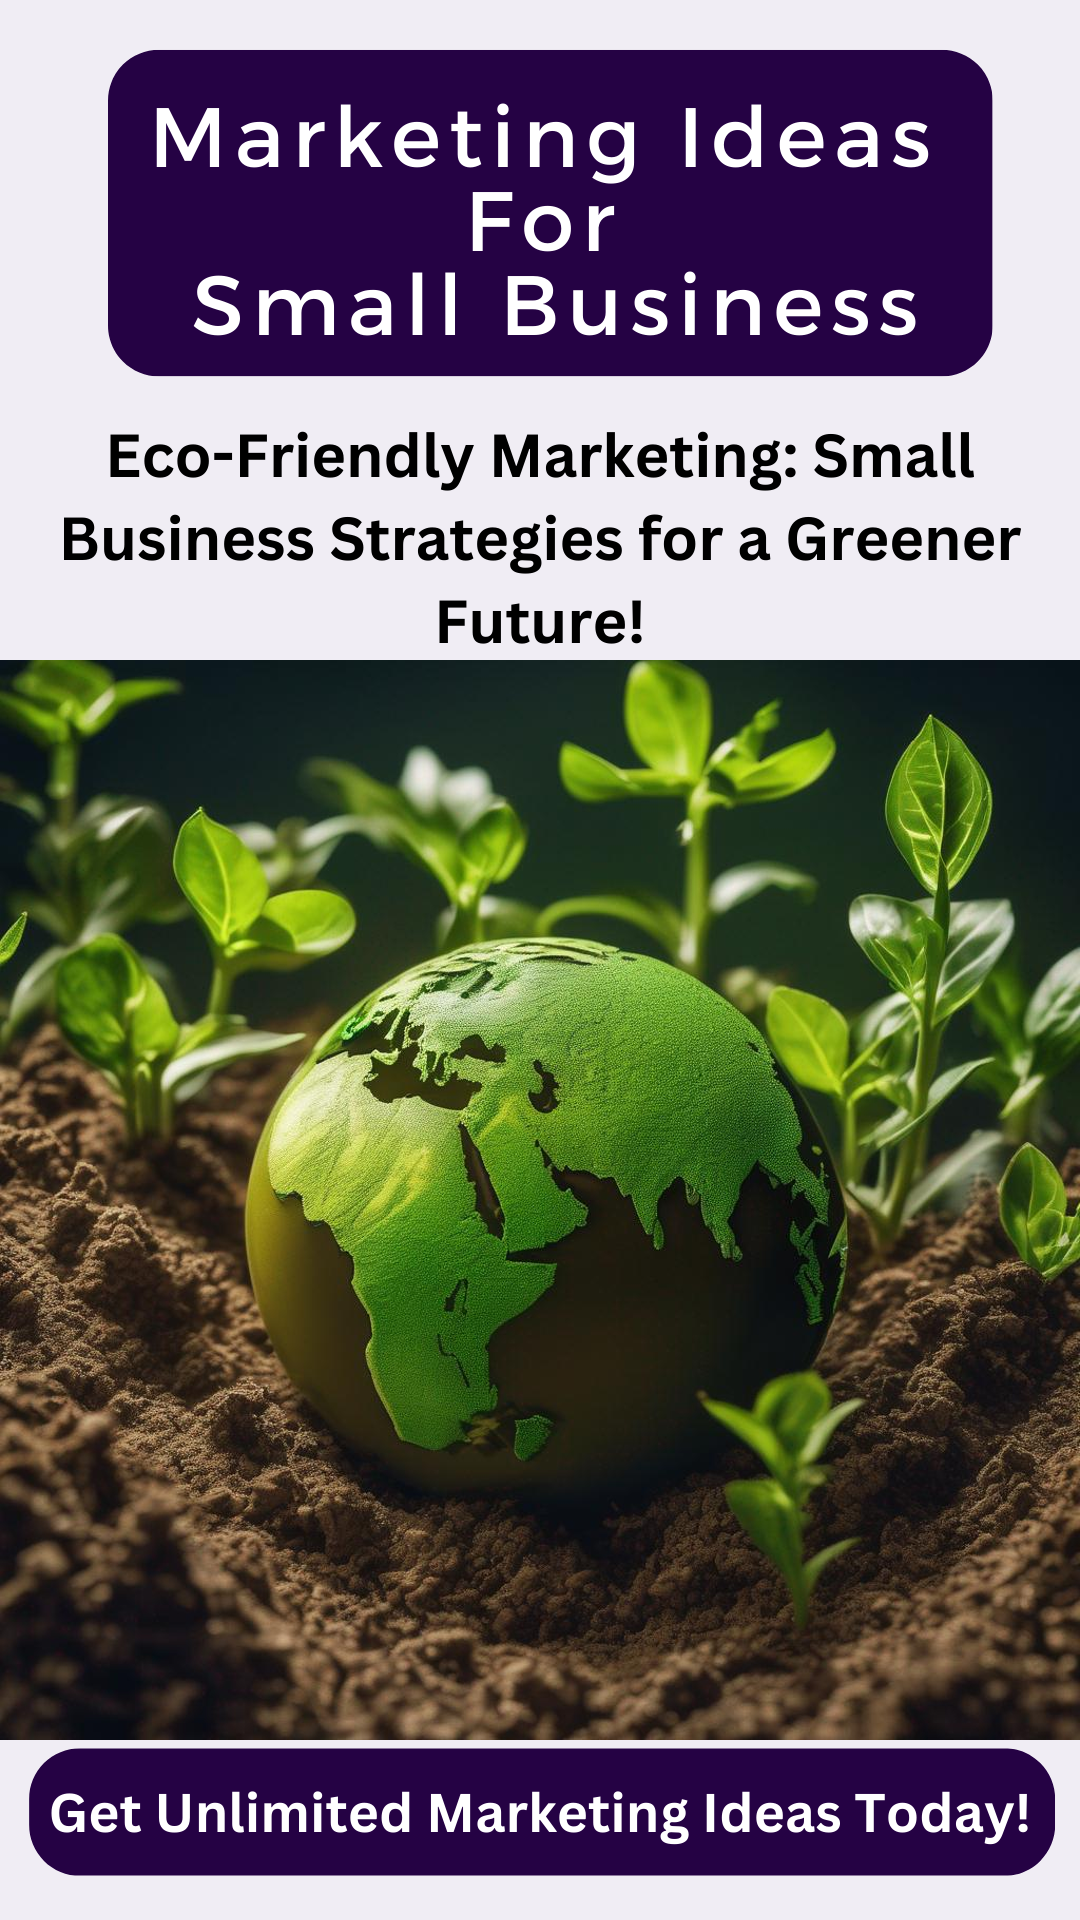 Marketing Ideas
For
Small Business
Eco-Friendly Marketing: Small
Business Strategies for a Greener
Future!
Get Unlimited Marketing Ideas Today!